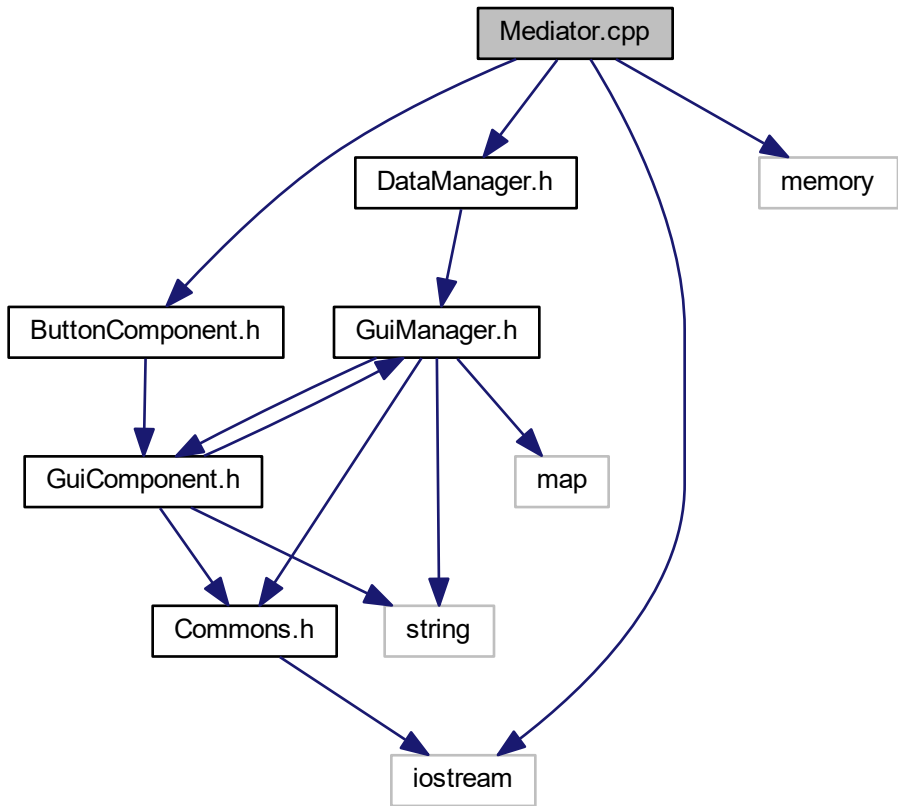 Mediator.cpp
DataManager.h
memory
ButtonComponent.h
GuiManager.h
GuiComponent.h
map
Commons.h
string
iostream